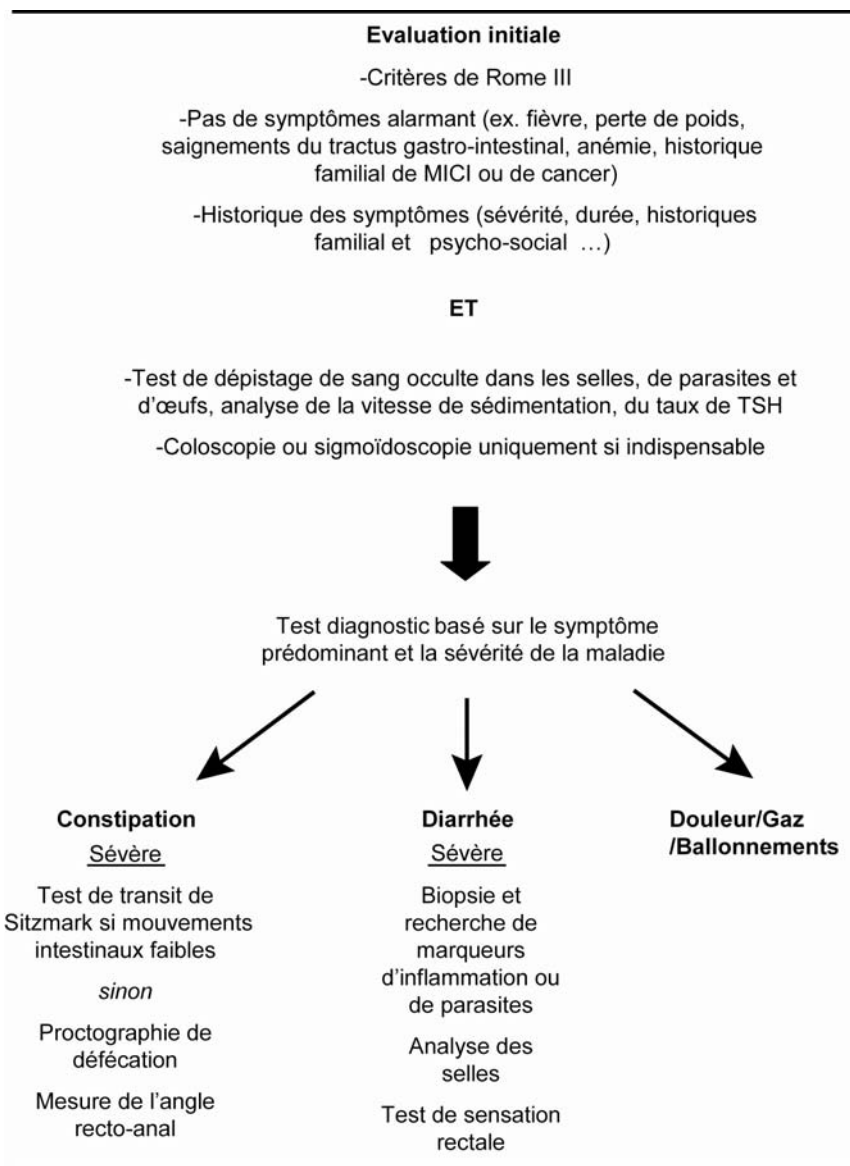 Evaluation initiale
-Critères de Rome III
-Pas de symptômes alarmant (ex. fièvre, perte de poids,
saignements du tractus gastro-intestinal, anémie, historique
familial de MICI ou de cancer)
-Historique des symptômes (sévérité, durée, historiques
familial et psycho-social …)
ET
-Test de dépistage de sang occulte dans les selles, de parasites et
d’œufs, analyse de la vitesse de sédimentation, du taux de TSH
-Coloscopie ou sigmoïdoscopie uniquement si indispensable
Test diagnostic basé sur le symptôme
prédominant et la sévérité de la maladie
Constipation
Sévère
Test de transit de
Sitzmark si mouvements
intestinaux faibles
sinon
Proctographie de
défécation
Mesure de l’angle
recto-anal
Diarrhée
Sévère
Biopsie et
recherche de
marqueurs
d’inflammation ou
de parasites
Analyse des
selles
Test de sensation
rectale
Douleur/Gaz
/Ballonnements